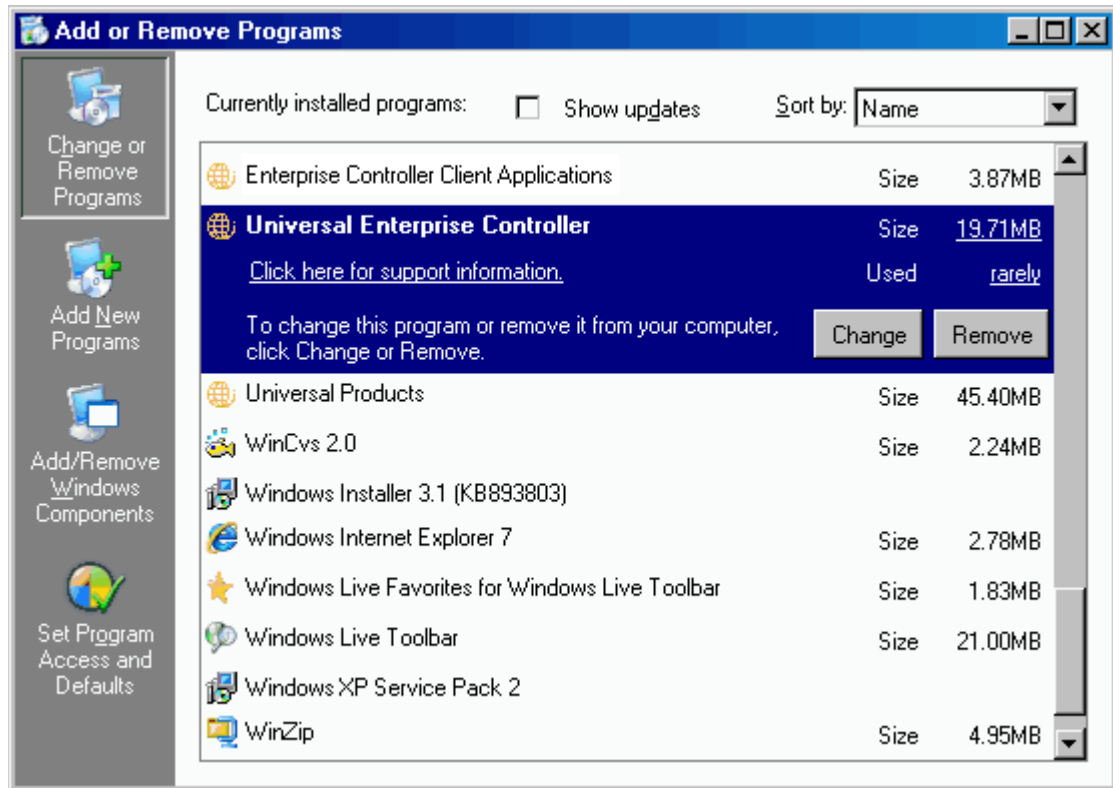 Add or Remove Programs
Change or
Remove
Programs
Add New
Programs
Add/Remove
Windows
Components
Set Program
Access and
Defaults
Currently installed programs: Show updates Sort by: Name
Enterprise Controller Client Applications Size 3.87MB
Universal Enterprise Controller Size 19.71MB
Click here for support information. Used rarely
To change this program or remove it from your computer,
click Change or Remove. Change Remove
Universal Products Size 45.40MB
WinCvs 2.0 Size 2.24MB
Windows Installer 3.1 (KB893803)
Windows Internet Explorer 7 Size 2.78MB
Windows Live Favorites for Windows Live Toolbar Size 1.83MB
Windows Live Toolbar Size 21.00MB
Windows XP Service Pack 2
WinZip Size 4.95MB